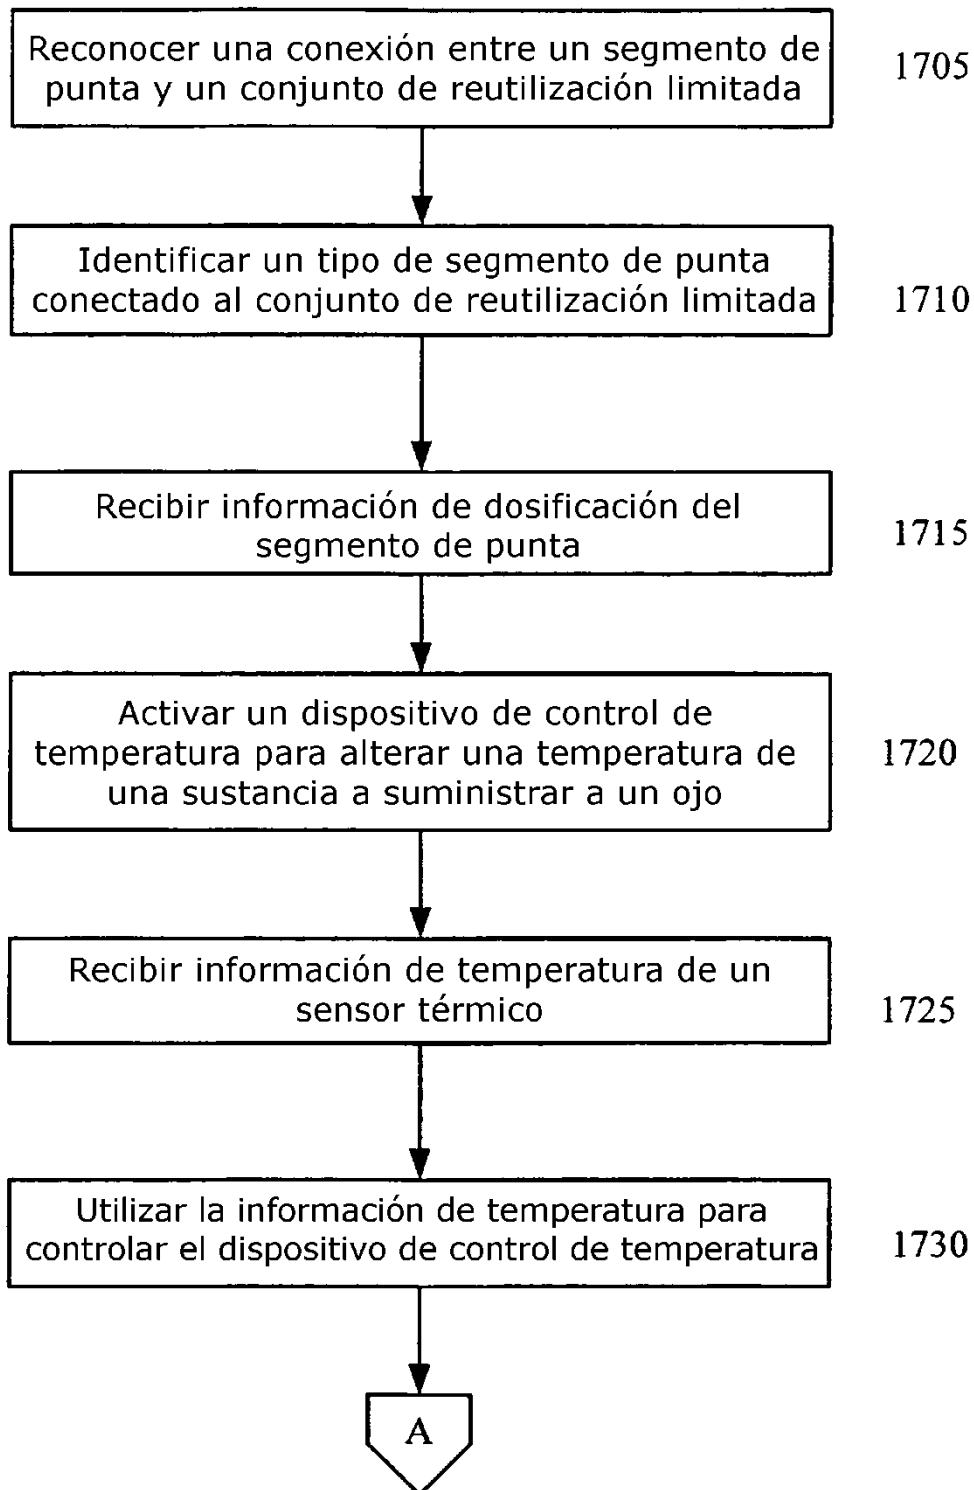 Reconocer una conexión entre un segmento de
punta y un conjunto de reutilización limitada
1705
Identificar un tipo de segmento de punta
conectado al conjunto de reutilización limitada
1710
Recibir información de dosificación del
segmento de punta
1715
Activar un dispositivo de control de
temperatura para alterar una temperatura de
una sustancia a suministrar a un ojo
1720
Recibir información de temperatura de un
sensor térmico
1725
Utilizar la información de temperatura para
controlar el dispositivo de control de temperatura
1730
A